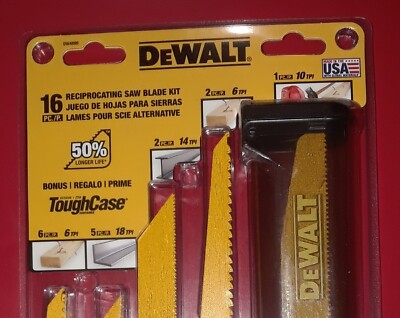 DEWALT
16 PC./P.
RECIPROCATING SAW BLADE KIT
JUEGO DE HOJAS PARA SIERRAS
LAMES POUR SCIE ALTERNATIVE
2 PC./P. 6 TPI
1 PC./P. 10 TPI
USA
50%
LONGER LIFE*
2 PC./P. 14 TPI
BONUS | REGALO | PRIME
ToughCase
6 PC./P. 6 TPI
5 PC./P. 18 TPI
DEWALT